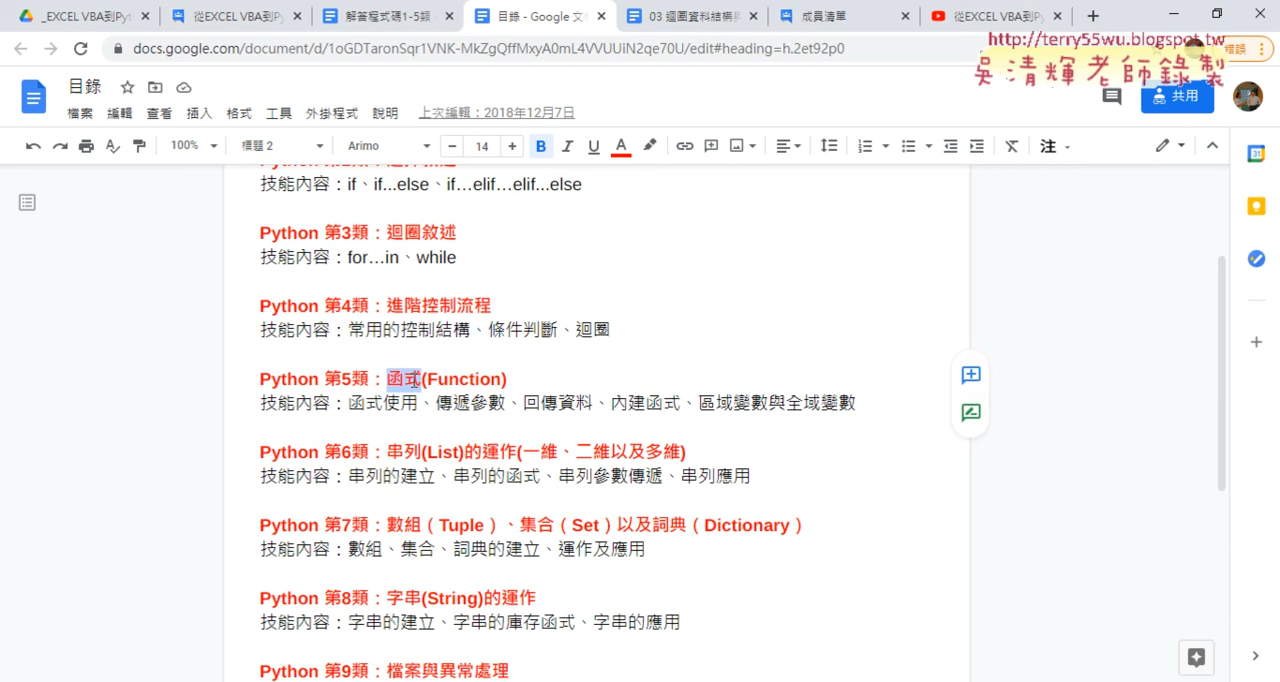 _EXCEL VBA到Pyt
從EXCEL VBA到Py
解答程式碼1-5類
目錄 - Google 文
03 迴圈資料結構
成員清單
從EXCEL VBA到Py
docs.google.com/document/d/1oGDTaronSqr1VNK-MkZgQffMxyA0mL4VVUUiN2qe70U/edit#heading=h.2et92p0
http://terry55wu.blogspot.tw
錯誤
吳清輝老師錄製
目錄
檔案 編輯 查看 插入 格式 工具 外掛程式 說明 上次編輯：2018年12月7日
共用
100% 標題 2 Arimo 14 B I U A 注
31
技能內容：if、if...else、if…elif…elif...else
Python 第3類：迴圈敘述
技能內容：for…in、while
Python 第4類：進階控制流程
技能內容：常用的控制結構、條件判斷、迴圈
Python 第5類：函式(Function)
技能內容：函式使用、傳遞參數、回傳資料、內建函式、區域變數與全域變數
Python 第6類：串列(List)的運作(一維、二維以及多維)
技能內容：串列的建立、串列的函式、串列參數傳遞、串列應用
Python 第7類：數組（Tuple）、集合（Set）以及詞典（Dictionary）
技能內容：數組、集合、詞典的建立、運作及應用
Python 第8類：字串(String)的運作
技能內容：字串的建立、字串的庫存函式、字串的應用
Python 第9類：檔案與異常處理